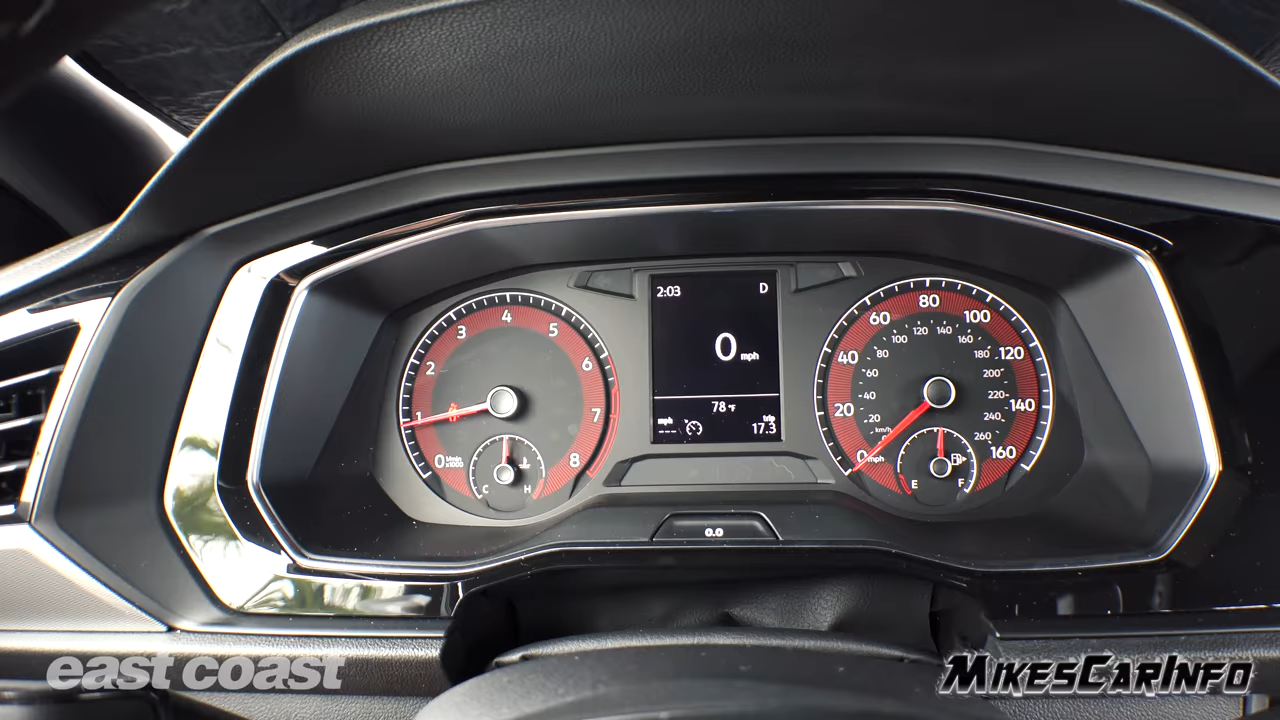 2:03 D
0 mph
78 °F
mph trip
--- 17.3
0 1 2 3 4 5 6 7 8
1/min
x1000
C H
0 20 40 60 80 100 120 140 160
mph
km/h
20 40 60 80 100 120 140 160 180 200 220 240 260
E F
0.0
east coast
MIKESCARINFO